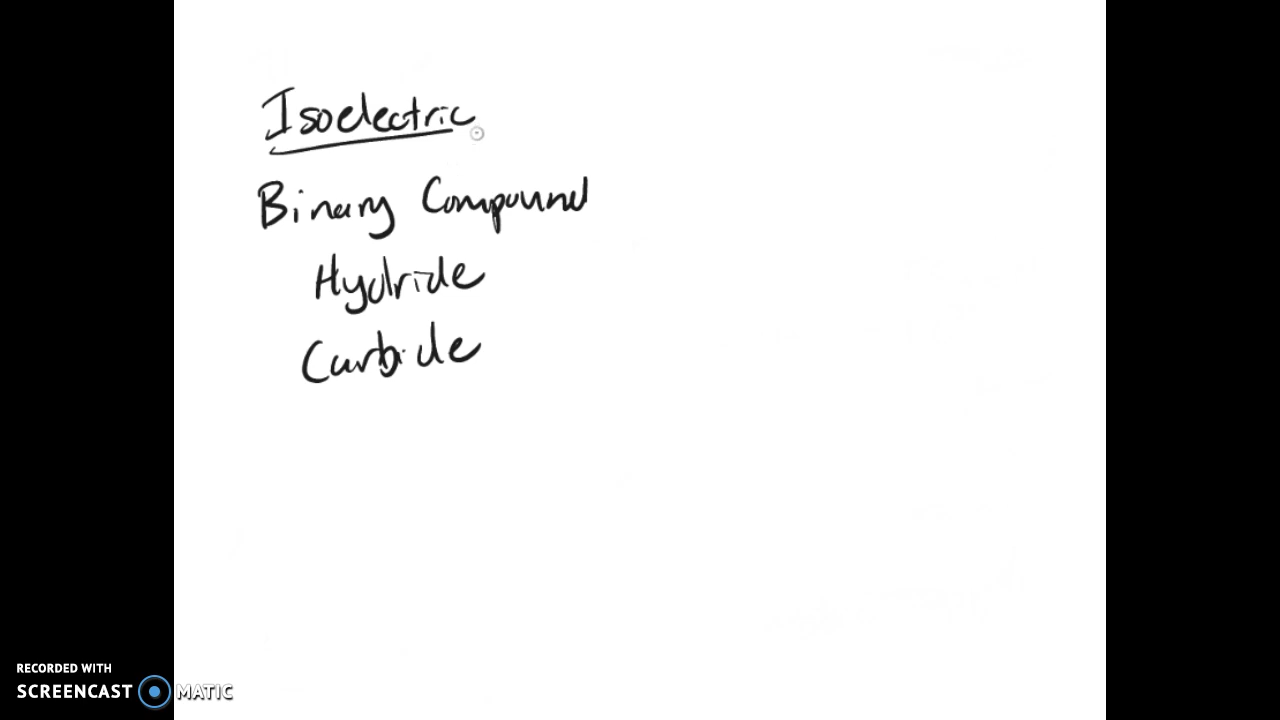 Isoelectric
Binary Compound
Hydride
Carbide
RECORDED WITH
SCREENCAST MATIC